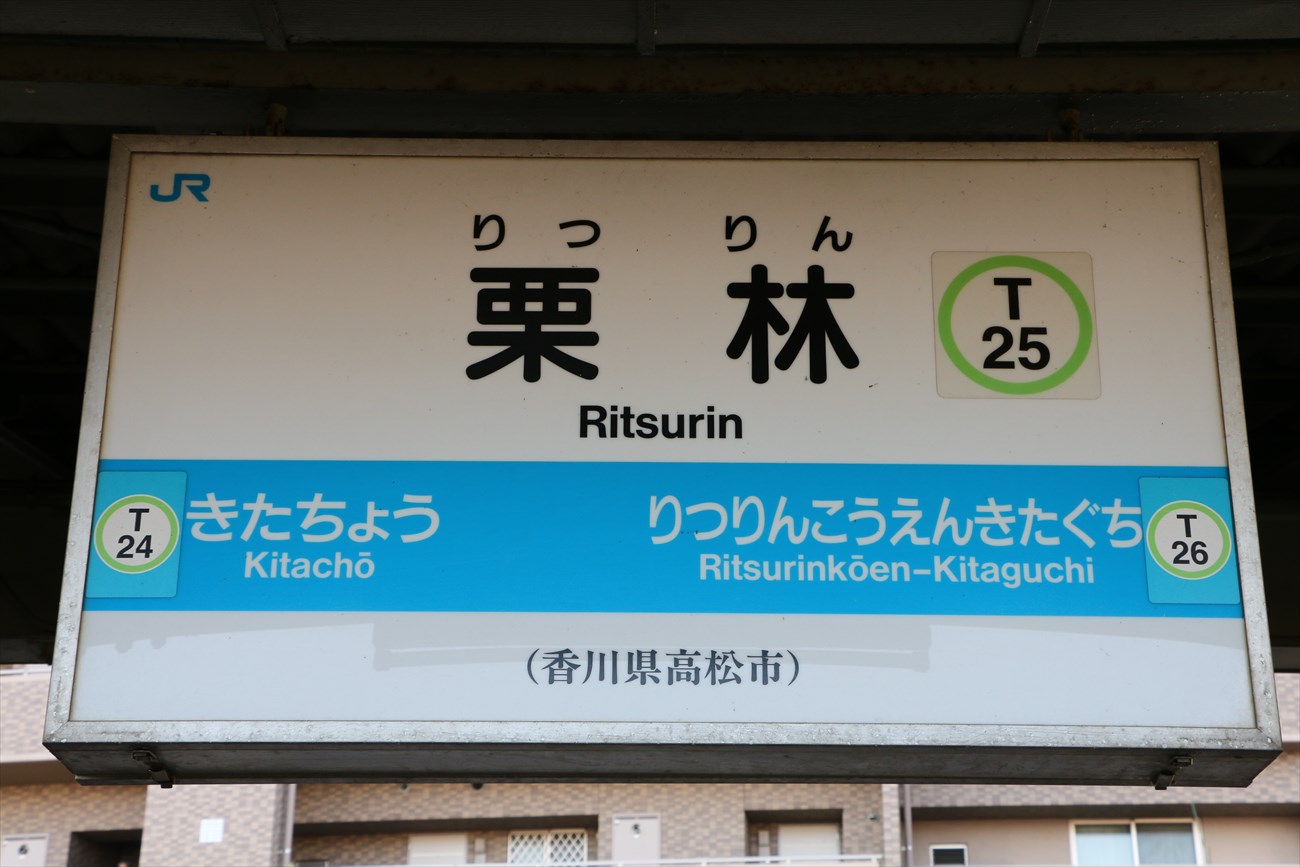 JR
りつ りん
栗林
T
25
Ritsurin
T
24
きたちょう
Kitachō
りつりんこうえんきたぐち
Ritsurinkōen-Kitaguchi
T
26
(香川県高松市)